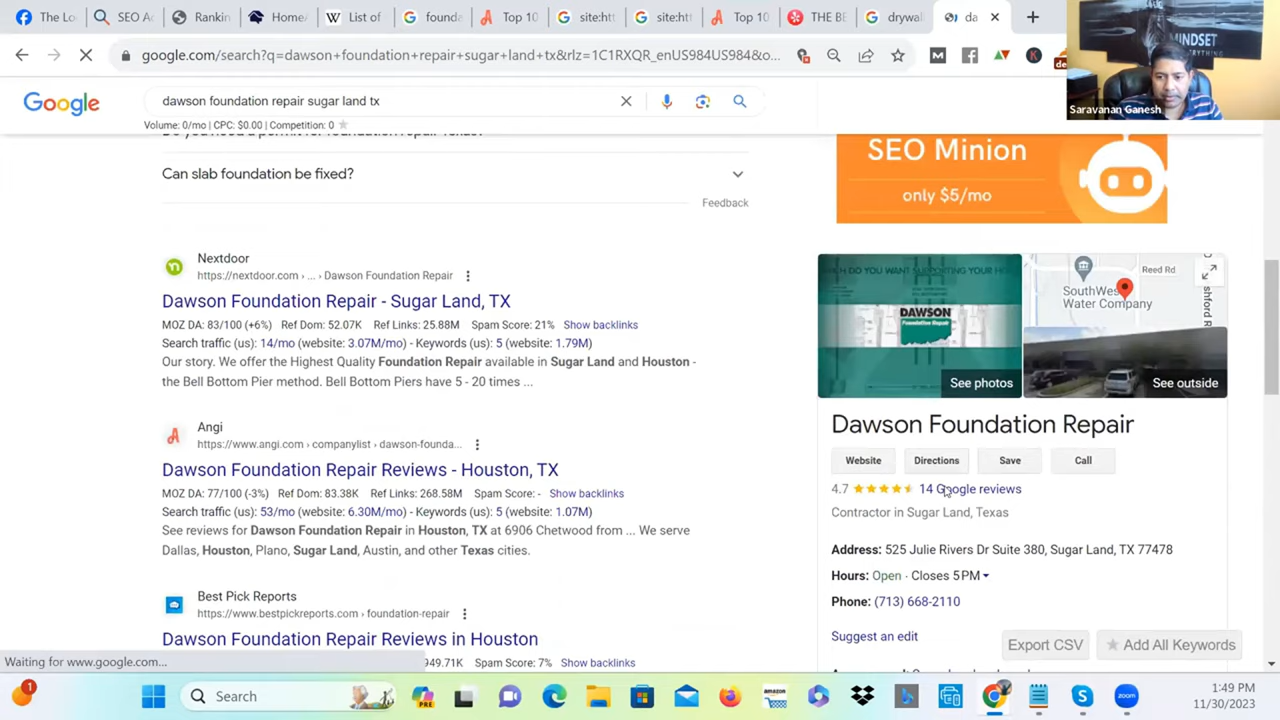 The Lo
SEO Ac
Rankin
HomeA
List of
founda
Top 10
site:htt
site:htt
Top 10
THE BE
drywal
da
google.com/search?q=dawson+foundation+repair+sugar+land+tx&rlz=1C1RXQR_enUS984US984&xo...
MINDSET
Saravanan Ganesh
Google
dawson foundation repair sugar land tx
Volume: 0/mo | CPC: $0.00 | Competition: 0
Can slab foundation be fixed?
Feedback
SEO Minion
only $5/mo
Nextdoor
https://nextdoor.com › ... › Dawson Foundation Repair
Dawson Foundation Repair - Sugar Land, TX
MOZ DA: 83/100 (+6%) Ref Dom: 52.07K Ref Links: 25.88M Spam Score: 21% Show backlinks
Search traffic (us): 14/mo (website: 3.07M/mo) - Keywords (us): 5 (website: 1.79M)
Our story. We offer the Highest Quality Foundation Repair available in Sugar Land and Houston -
the Bell Bottom Pier method. Bell Bottom Piers have 5 - 20 times ...
Angi
https://www.angi.com › companylist › dawson-founda...
Dawson Foundation Repair Reviews - Houston, TX
MOZ DA: 77/100 (-3%) Ref Dom: 83.38K Ref Links: 268.58M Spam Score: - Show backlinks
Search traffic (us): 53/mo (website: 6.30M/mo) - Keywords (us): 5 (website: 1.07M)
See reviews for Dawson Foundation Repair in Houston, TX at 6906 Chetwood from ... We serve
Dallas, Houston, Plano, Sugar Land, Austin, and other Texas cities.
Best Pick Reports
https://www.bestpickreports.com › foundation-repair
Dawson Foundation Repair Reviews in Houston
949.71K Spam Score: 7% Show backlinks
DAWSON
Foundation Repair
See photos
Reed Rd
SouthWes
Water Company
See outside
Dawson Foundation Repair
Website
Directions
Save
Call
4.7 14 Google reviews
Contractor in Sugar Land, Texas
Address: 525 Julie Rivers Dr Suite 380, Sugar Land, TX 77478
Hours: Open · Closes 5 PM
Phone: (713) 668-2110
Suggest an edit
Export CSV
Add All Keywords
Waiting for www.google.com...
1
Search
amazon
zoom
1:49 PM
11/30/2023